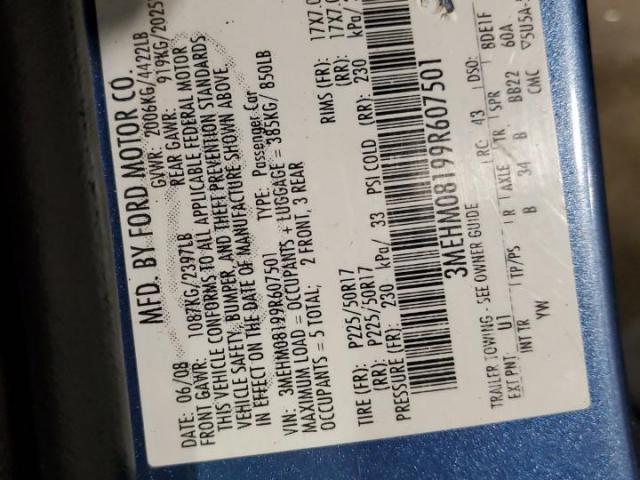 MFD. BY FORD MOTOR CO.
DATE: 06/08 GVWR: 2006KG/4422LB
FRONT GAWR: 1087KG/2397LB REAR GAWR: 919KG/2025
THIS VEHICLE CONFORMS TO ALL APPLICABLE FEDERAL MOTOR
VEHICLE SAFETY, BUMPER, AND THEFT PREVENTION STANDARDS
IN EFFECT ON THE DATE OF MANUFACTURE SHOWN ABOVE
VIN: 3MEHM08199R607501 TYPE: Passenger Car
MAXIMUM LOAD = OCCUPANTS + LUGGAGE = 385KG/ 850LB
OCCUPANTS = 5 TOTAL; 2 FRONT, 3 REAR
TIRE (FR): P225/50R17 RIMS (FR): 17X7.
(RR): P225/50R17 (RR): 17X7.
PRESSURE (FR): 230 kPa/ 33 PSI COLD (RR): 230 kPa/
3MEHM08199R607501
TRAILER TOWING - SEE OWNER GUIDE RC: 43 DSO:
EXT PNT: U1 8DE1F
INT TR TP/PS R AXLE TR SPR 60A
YW B 34 B BB22
CMC ▽5U5A-